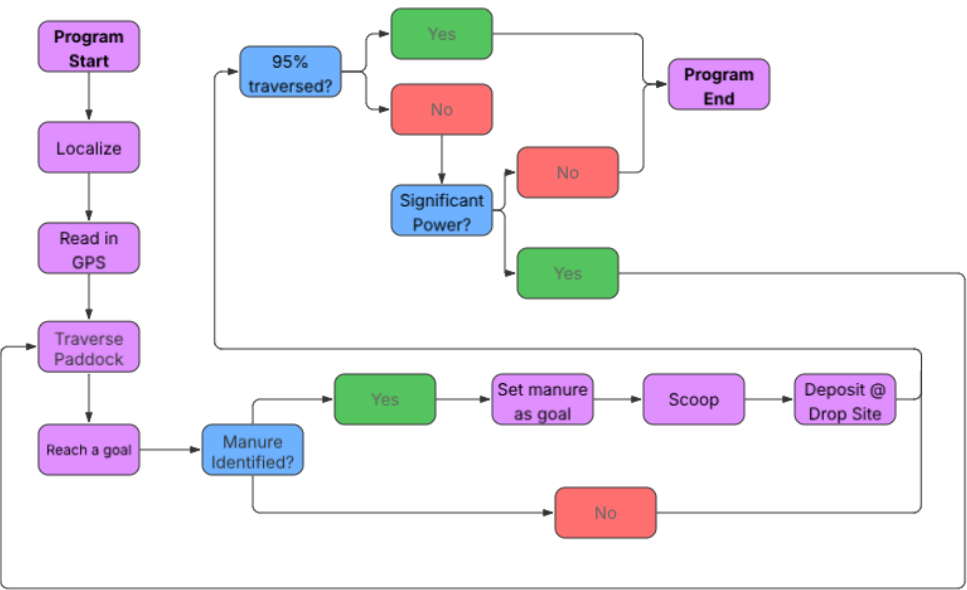 Program
Start
Localize
Read in
GPS
Traverse
Paddock
Reach a goal
Manure
Identified?
Yes
Set manure
as goal
Scoop
Deposit @
Drop Site
No
95%
traversed?
Yes
No
Significant
Power?
No
Yes
Program
End